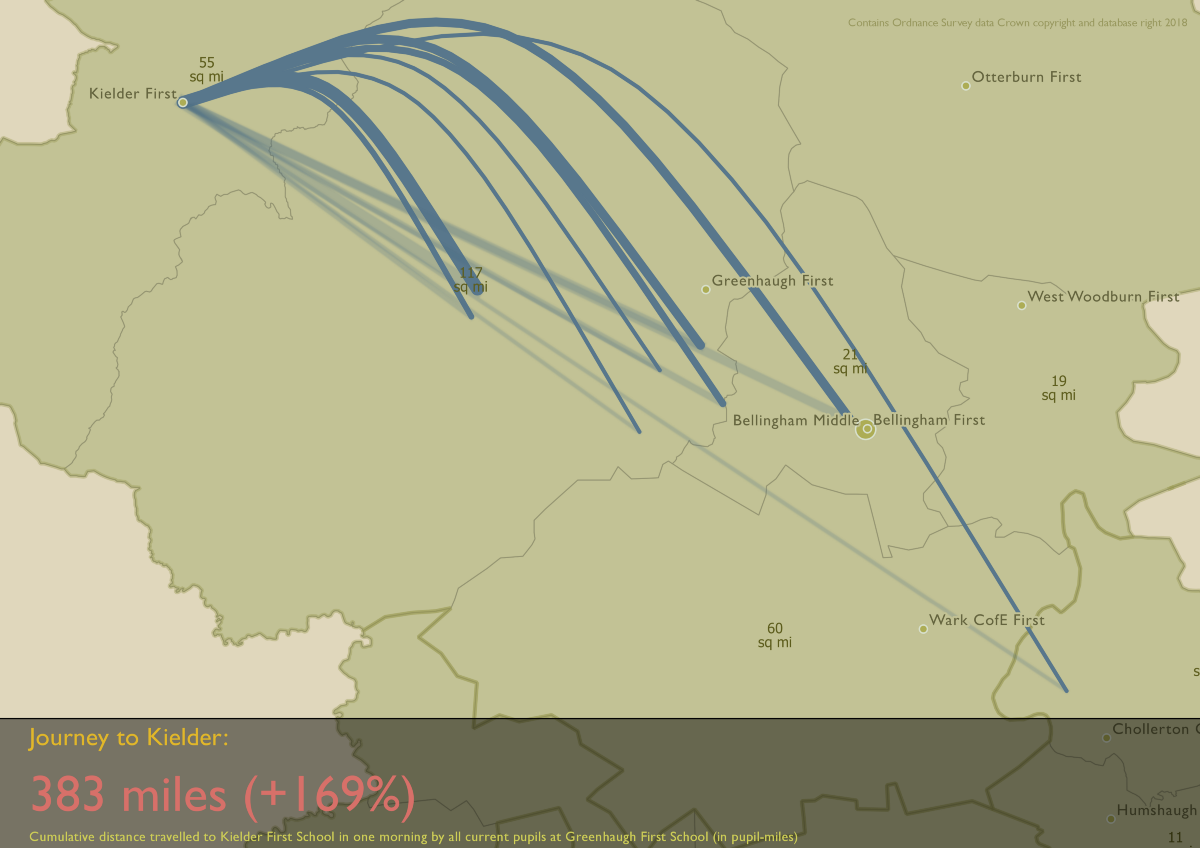 Contains Ordnance Survey data Crown copyright and database right 2018
55
sq mi
Otterburn First
Kielder First
117
sq mi
Greenhaugh First
West Woodburn First
21
sq mi
19
sq mi
Bellingham Middle
Bellingham First
Wark CofE First
60
sq mi
s
Journey to Kielder:
Chollerton C
383 miles (+169%)
Humshaugh
Cumulative distance travelled to Kielder First School in one morning by all current pupils at Greenhaugh First School (in pupil-miles)
11